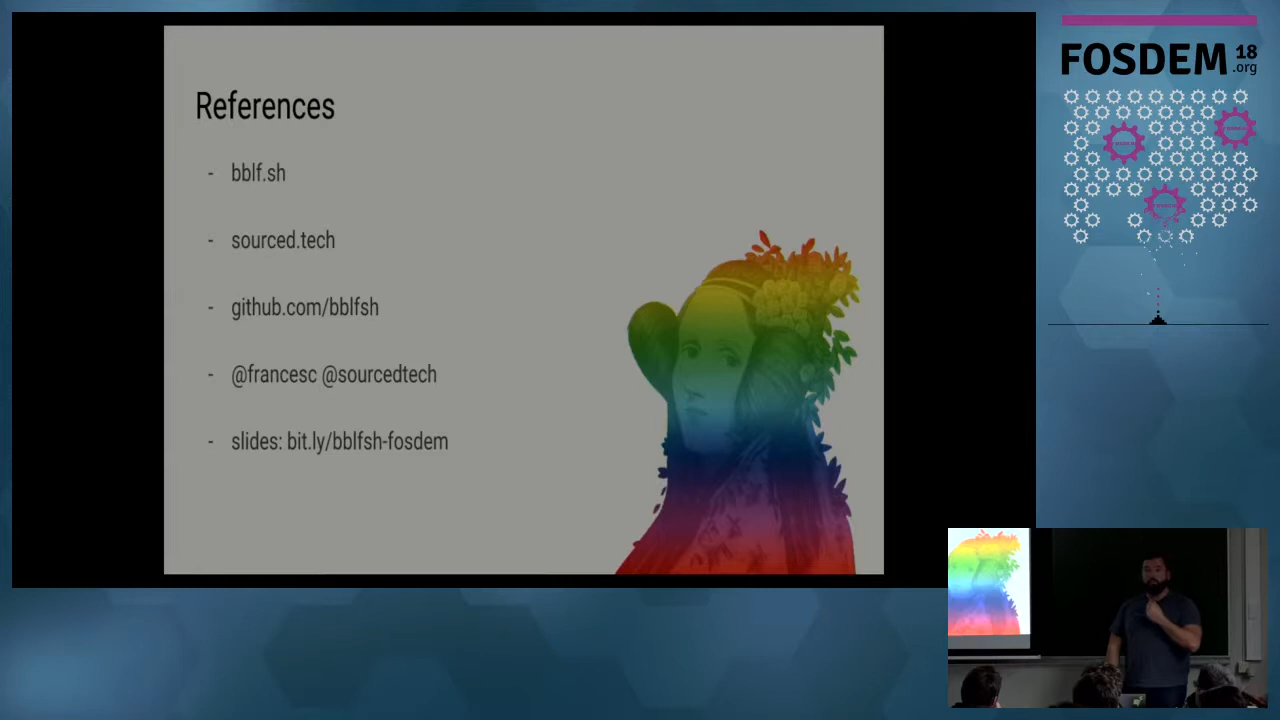 References
- bblf.sh
- sourced.tech
- github.com/bblfsh
- @francesc @sourcedtech
- slides: bit.ly/bblfsh-fosdem
FOSDEM 18
.org